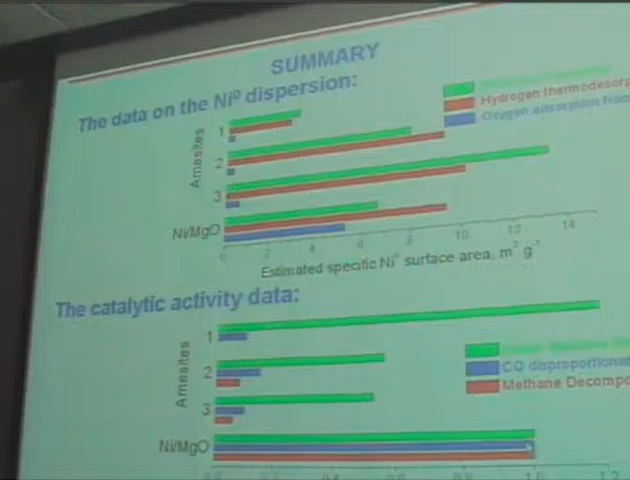 SUMMARY
The data on the Ni⁰ dispersion:
Hydrogen thermodesorp
Oxygen adsorption from
Amesites
1
2
3
Ni/MgO
0 2 4 6 8 10 12 14
Estimated specific Ni⁰ surface area, m² g⁻¹
The catalytic activity data:
CO disproportiona
Methane Decompo
Amesites
1
2
3
Ni/MgO